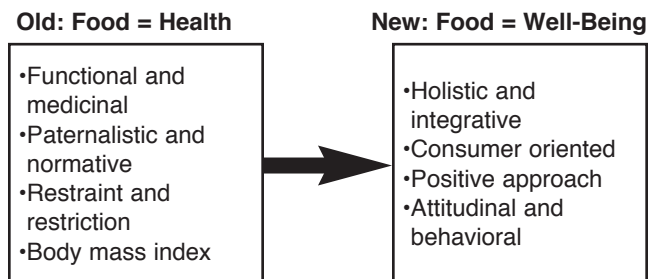 Old: Food = Health
•Functional and
medicinal
•Paternalistic and
normative
•Restraint and
restriction
•Body mass index
New: Food = Well-Being
•Holistic and
integrative
•Consumer oriented
•Positive approach
•Attitudinal and
behavioral